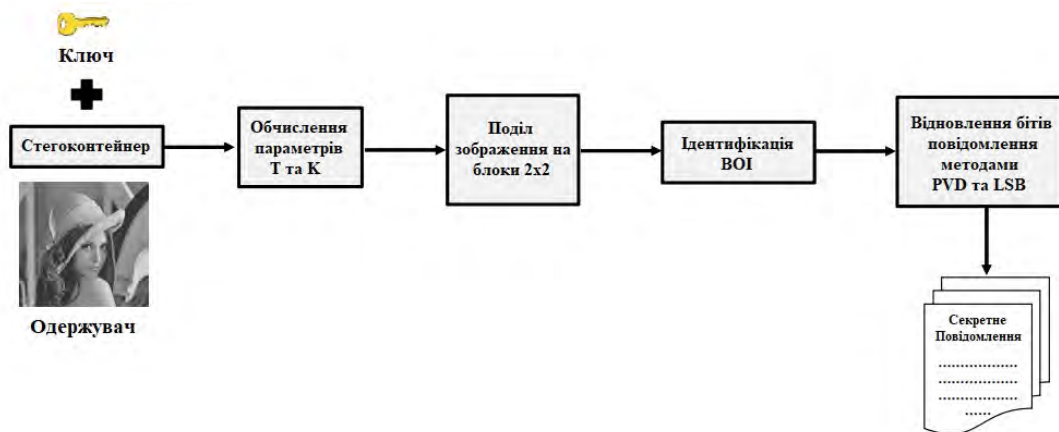 Ключ
Стегоконтейнер
Одержувач
Обчислення
параметрів
T та K
Поділ
зображення на
блоки 2x2
Ідентифікація
BOI
Відновлення бітів
повідомлення
методами
PVD та LSB
Секретне
Повідомлення